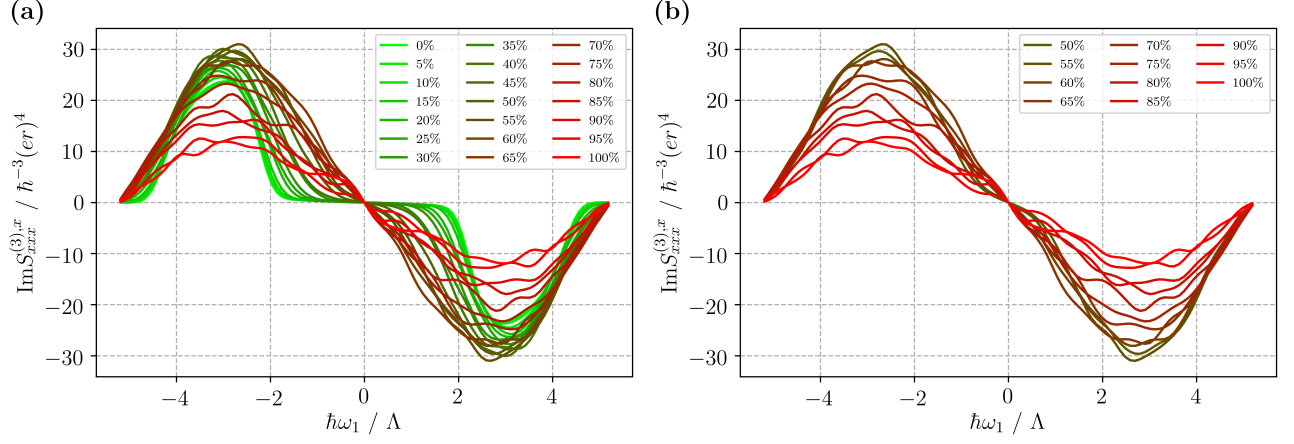 (a)
ImS^{(3),x}_{xxx} / ħ^{-3}(er)^4
30
20
10
0
−10
−20
−30
−4
−2
0
2
4
ħω_1 / Λ
0% 35% 70%
5% 40% 75%
10% 45% 80%
15% 50% 85%
20% 55% 90%
25% 60% 95%
30% 65% 100%
(b)
ImS^{(3),x}_{xxx} / ħ^{-3}(er)^4
30
20
10
0
−10
−20
−30
−4
−2
0
2
4
ħω_1 / Λ
50% 70% 90%
55% 75% 95%
60% 80% 100%
65% 85%